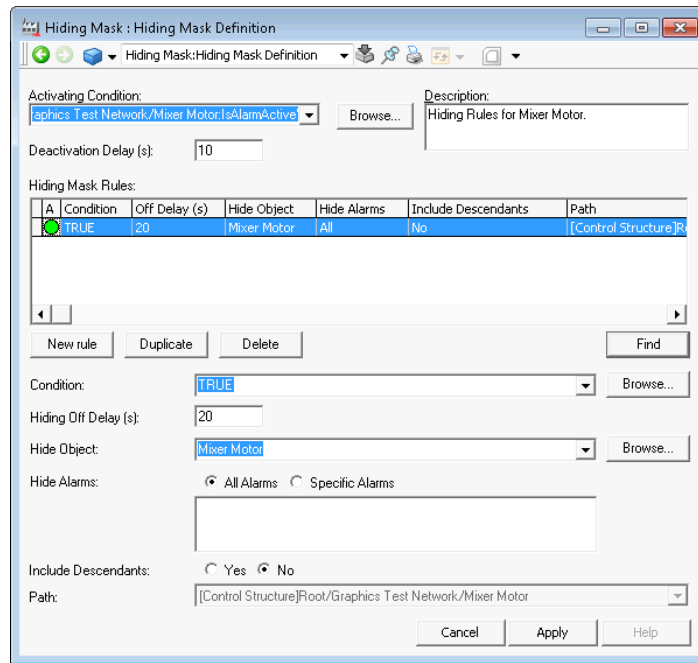 Hiding Mask : Hiding Mask Definition
Hiding Mask:Hiding Mask Definition
Activating Condition:
aphics Test Network/Mixer Motor:IsAlarmActive
Browse...
Description:
Hiding Rules for Mixer Motor.
Deactivation Delay (s):
10
Hiding Mask Rules:
A Condition Off Delay (s) Hide Object Hide Alarms Include Descendants Path
TRUE 20 Mixer Motor All No [Control Structure]R
New rule Duplicate Delete Find
Condition: TRUE Browse...
Hiding Off Delay (s): 20
Hide Object: Mixer Motor Browse...
Hide Alarms: All Alarms Specific Alarms
Include Descendants: Yes No
Path: [Control Structure]Root/Graphics Test Network/Mixer Motor
Cancel Apply Help